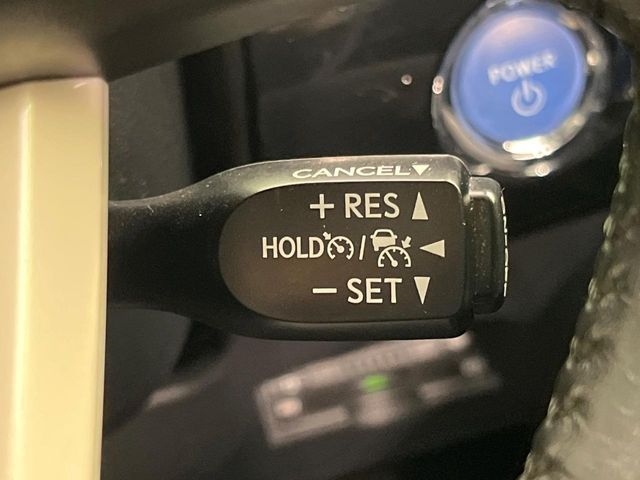 POWER
CANCEL▼
+ RES ▲
HOLD / ◀
− SET ▼